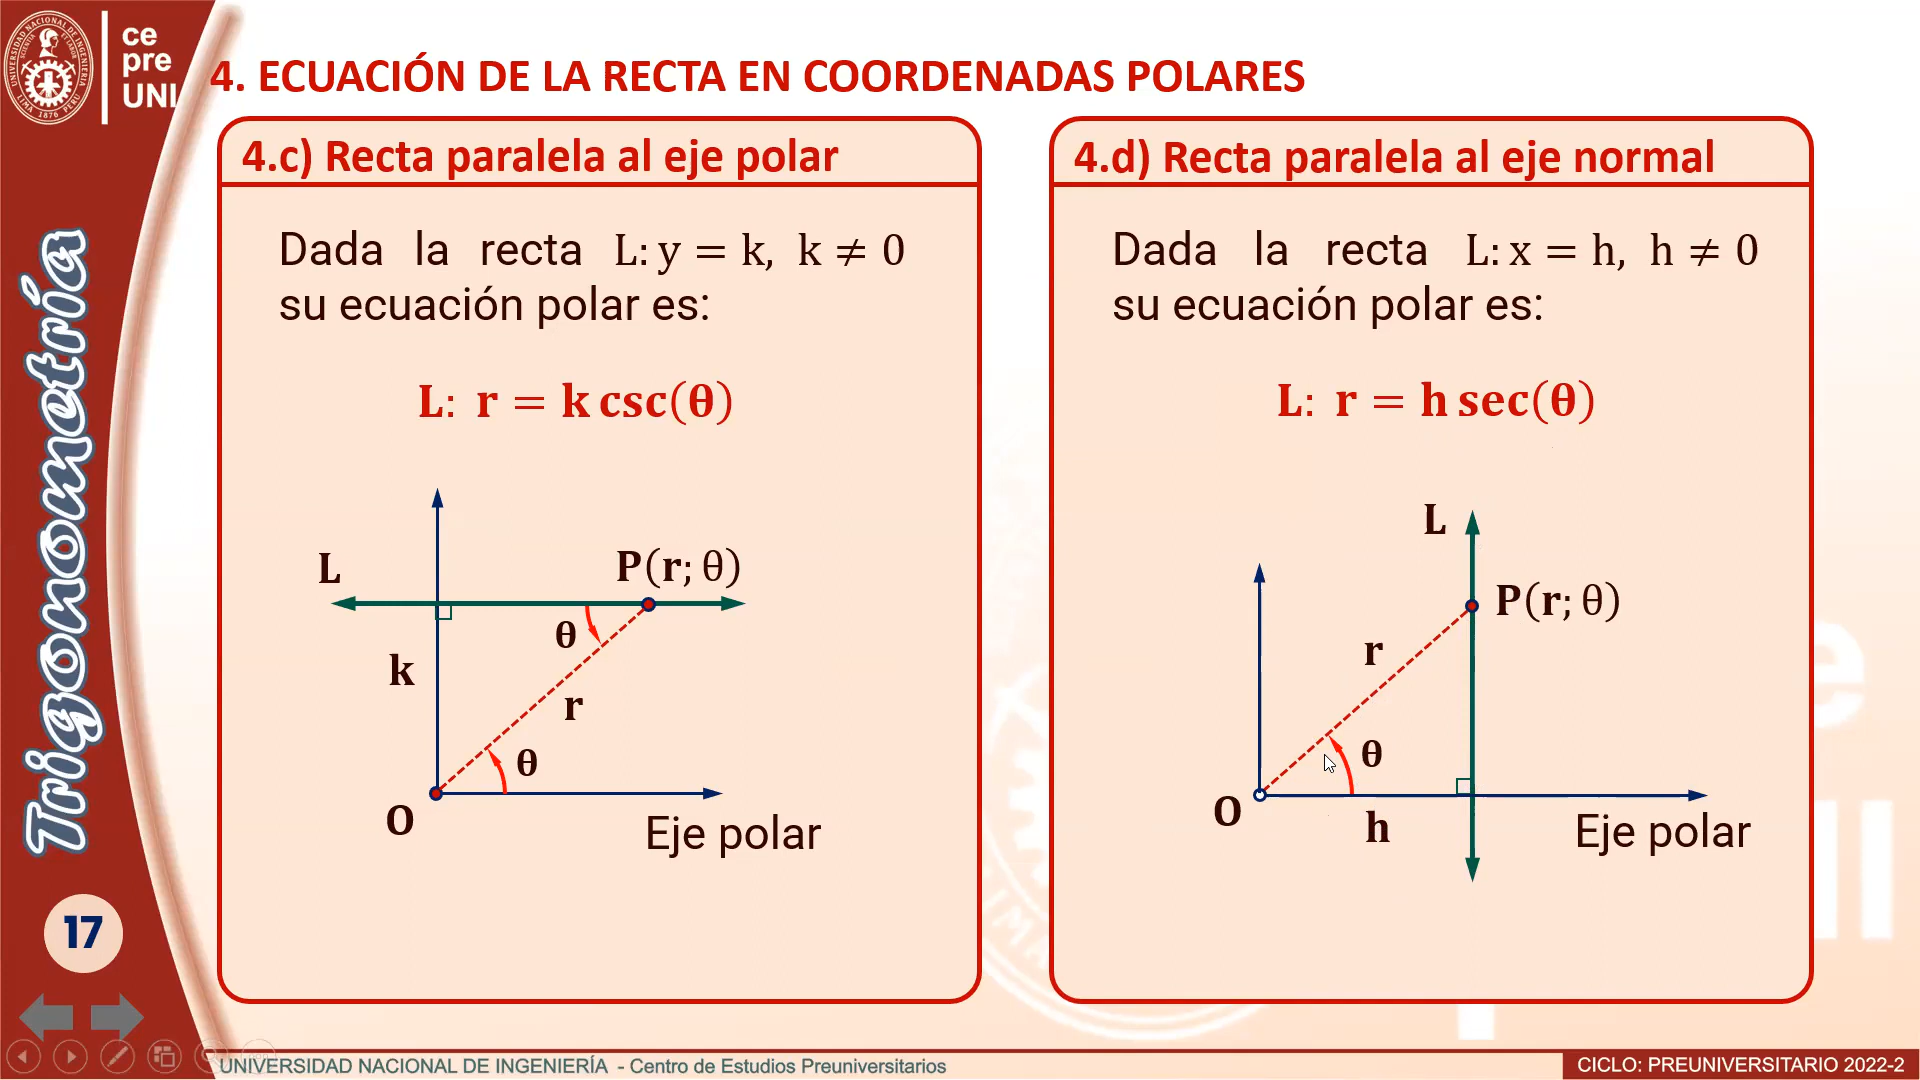 ce
pre
UNI
4. ECUACIÓN DE LA RECTA EN COORDENADAS POLARES
4.c) Recta paralela al eje polar
Dada la recta L: y = k, k ≠ 0
su ecuación polar es:
L: r = k csc(θ)
L
P(r; θ)
θ
k
r
θ
O
Eje polar
4.d) Recta paralela al eje normal
Dada la recta L: x = h, h ≠ 0
su ecuación polar es:
L: r = h sec(θ)
L
P(r; θ)
r
θ
O
h
Eje polar
Trigonometría
17
UNIVERSIDAD NACIONAL DE INGENIERÍA - Centro de Estudios Preuniversitarios
CICLO: PREUNIVERSITARIO 2022-2